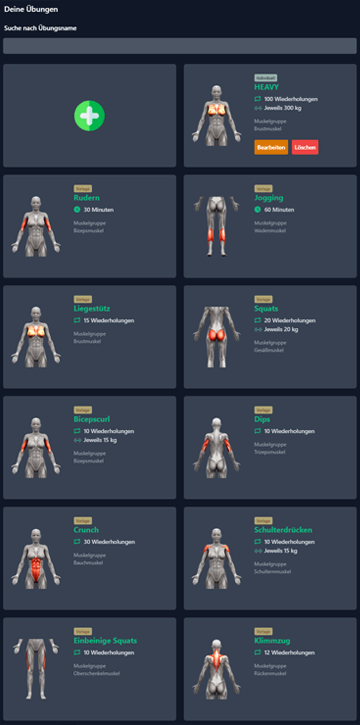 Deine Übungen
Suche nach Übungsname
Individuell
HEAVY
100 Wiederholungen
Jeweils 300 kg
Muskelgruppe
Brustmuskel
Bearbeiten
Löschen
Vorlage
Rudern
30 Minuten
Muskelgruppe
Bizepsmuskel
Vorlage
Jogging
60 Minuten
Muskelgruppe
Wadenmuskel
Vorlage
Liegestütz
15 Wiederholungen
Muskelgruppe
Brustmuskel
Vorlage
Squats
20 Wiederholungen
Jeweils 20 kg
Muskelgruppe
Gesäßmuskel
Vorlage
Bicepscurl
10 Wiederholungen
Jeweils 15 kg
Muskelgruppe
Bizepsmuskel
Vorlage
Dips
10 Wiederholungen
Muskelgruppe
Trizepsmuskel
Vorlage
Crunch
30 Wiederholungen
Muskelgruppe
Bauchmuskel
Vorlage
Schulterdrücken
10 Wiederholungen
Jeweils 15 kg
Muskelgruppe
Schulternmuskel
Vorlage
Einbeinige Squats
10 Wiederholungen
Muskelgruppe
Oberschenkelmuskel
Vorlage
Klimmzug
12 Wiederholungen
Muskelgruppe
Rückenmuskel